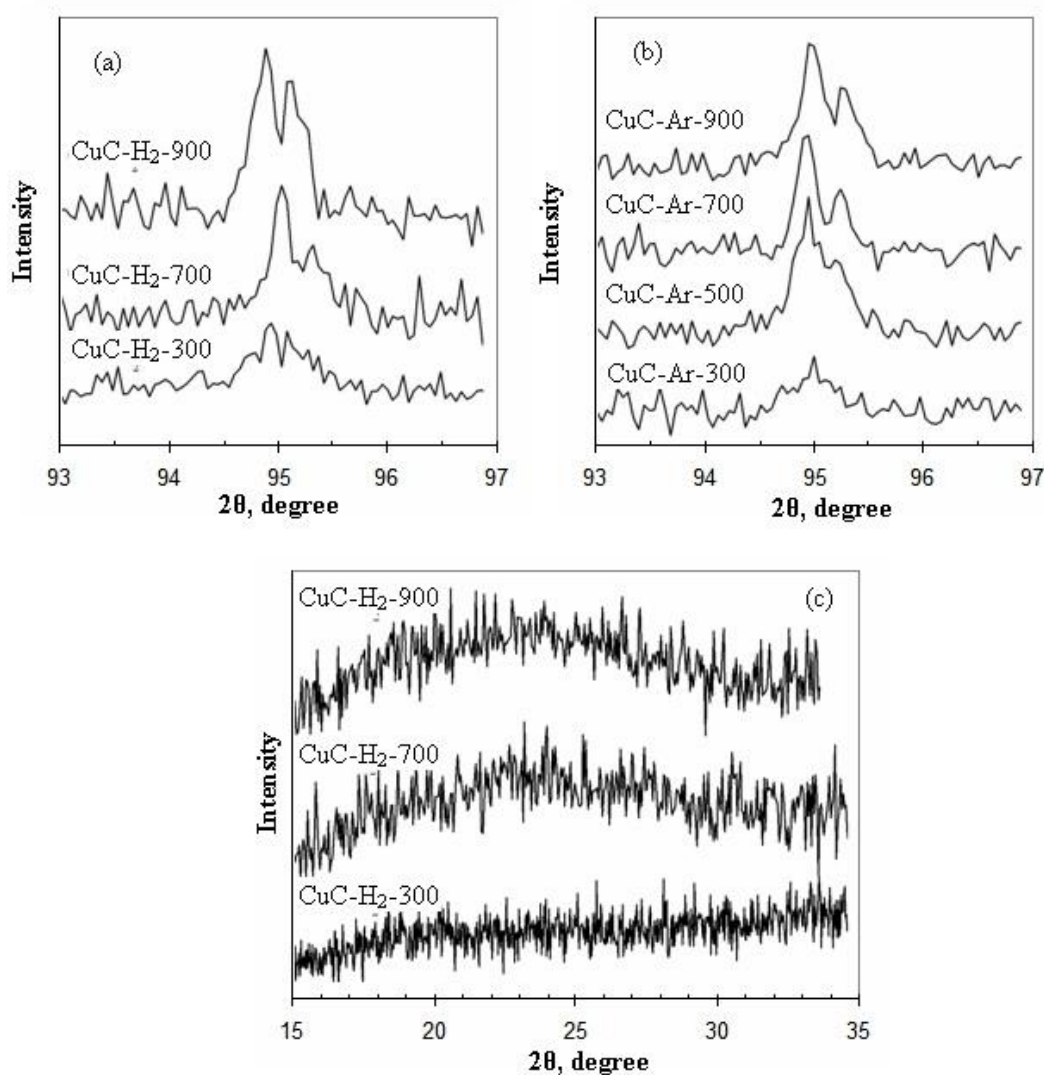 (a)
CuC-H2-900
CuC-H2-700
CuC-H2-300
Intensity
93 94 95 96 97
2θ, degree
(b)
CuC-Ar-900
CuC-Ar-700
CuC-Ar-500
CuC-Ar-300
Intensity
93 94 95 96 97
2θ, degree
(c)
CuC-H2-900
CuC-H2-700
CuC-H2-300
Intensity
15 20 25 30 35
2θ, degree